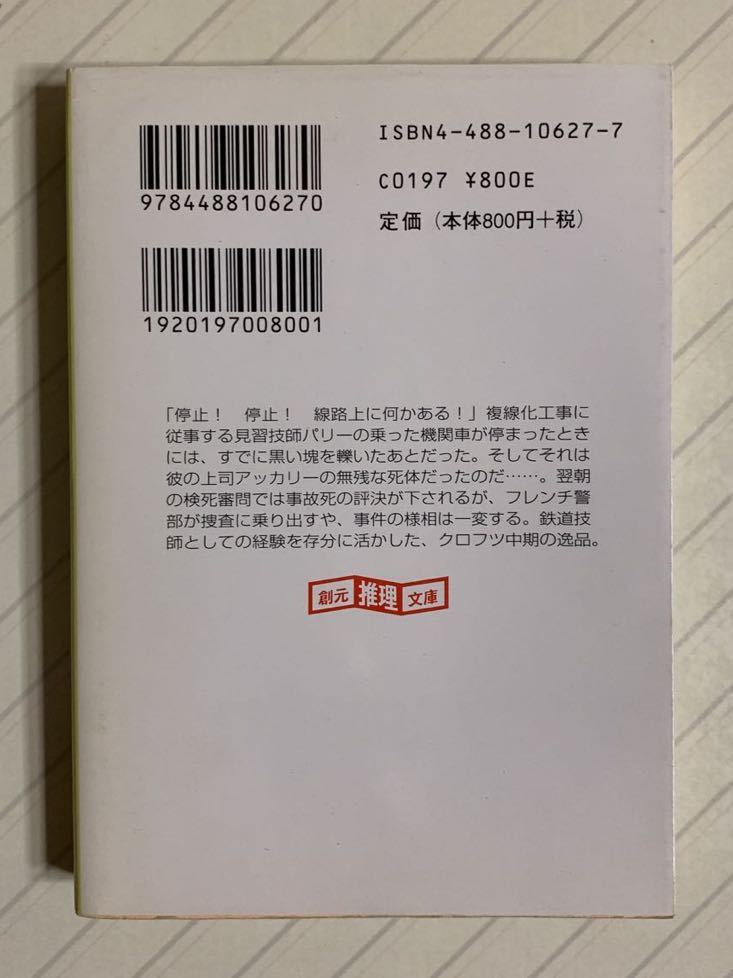 ISBN4-488-10627-7
C0197 ¥800E
定価（本体800円＋税）
9784488106270
1920197008001
「停止！　停止！　線路上に何かある！」複線化工事に
従事する見習技師パリーの乗った機関車が停まったとき
には、すでに黒い塊を轢いたあとだった。そしてそれは
彼の上司アッカリーの無残な死体だったのだ……。翌朝
の検死審問では事故死の評決が下されるが、フレンチ警
部が捜査に乗り出すや、事件の様相は一変する。鉄道技
師としての経験を存分に活かした、クロフツ中期の逸品。
創元推理文庫